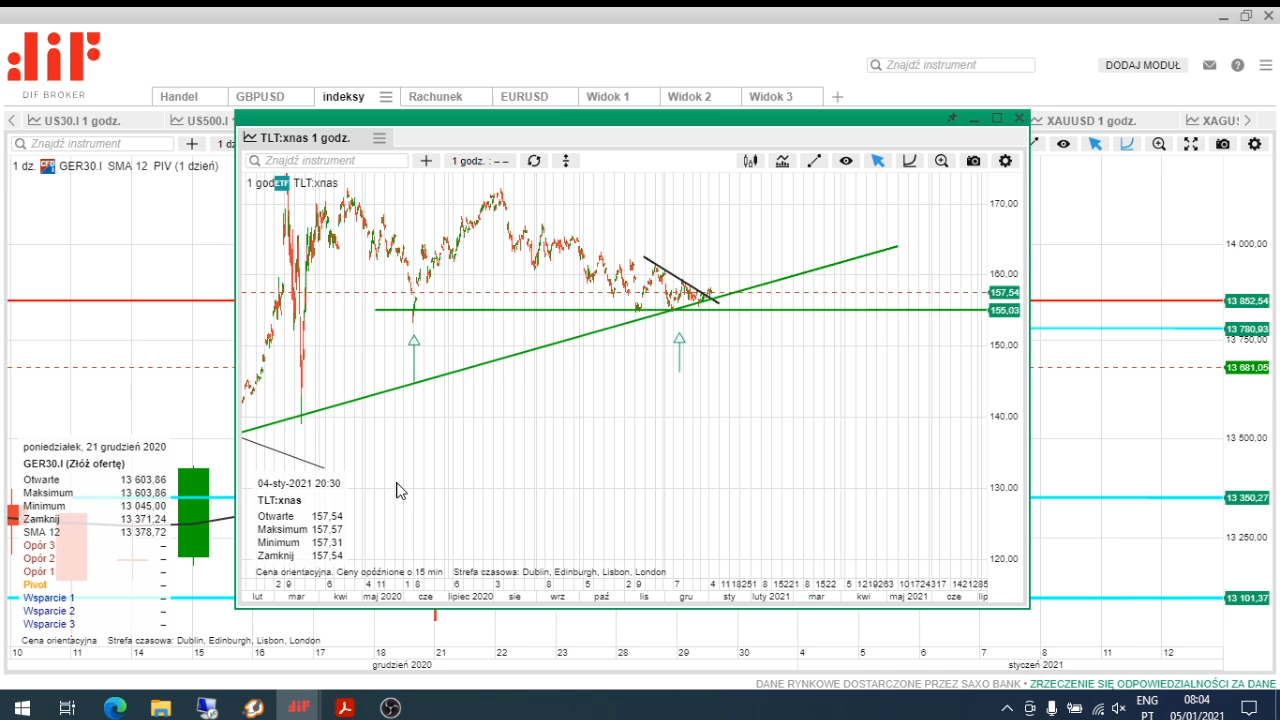 DIF BROKER
Handel
GBPUSD
indeksy
Rachunek
EURUSD
Widok 1
Widok 2
Widok 3
Znajdź instrument
DODAJ MODUŁ
US30.I 1 godz.
US500.I
XAUUSD 1 godz.
XAGU
Znajdź instrument
1 dz. GER30.I SMA 12 PIV (1 dzień)
TLT:xnas 1 godz.
Znajdź instrument
1 godz. : – –
ETF TLT:xnas
170,00
160,00
157,54
155,03
150,00
140,00
130,00
120,00
04-sty-2021 20:30
TLT:xnas
Otwarte 157,54
Maksimum 157,57
Minimum 157,31
Zamknij 157,54
Cena orientacyjna. Ceny opóźnione o 15 min Strefa czasowa: Dublin, Edinburgh, Lisbon, London
lut mar kwi maj 2020 cze lipiec 2020 sie wrz paź lis gru sty luty 2021 mar kwi maj 2021 cze lip
14 000,00
13 852,54
13 780,93
13 750,00
13 681,05
13 500,00
13 350,27
13 250,00
13 101,37
poniedziałek, 21 grudzień 2020
GER30.I (Złóż ofertę)
Otwarte 13 603,86
Maksimum 13 603,86
Minimum 13 045,00
Zamknij 13 371,24
SMA 12 13 378,72
Opór 3 –
Opór 2 –
Opór 1 –
Pivot –
Wsparcie 1 –
Wsparcie 2 –
Wsparcie 3 –
Cena orientacyjna Strefa czasowa: Dublin, Edinburgh, Lisbon, London
10 11 14 15 16 17 18 21 22 23 28 29 30 4 5 6 7 8 11 12
grudzień 2020 styczeń 2021
DANE RYNKOWE DOSTARCZONE PRZEZ SAXO BANK • ZRZECZENIE SIĘ ODPOWIEDZIALNOŚCI ZA DANE
ENG
PT
08:04
05/01/2021